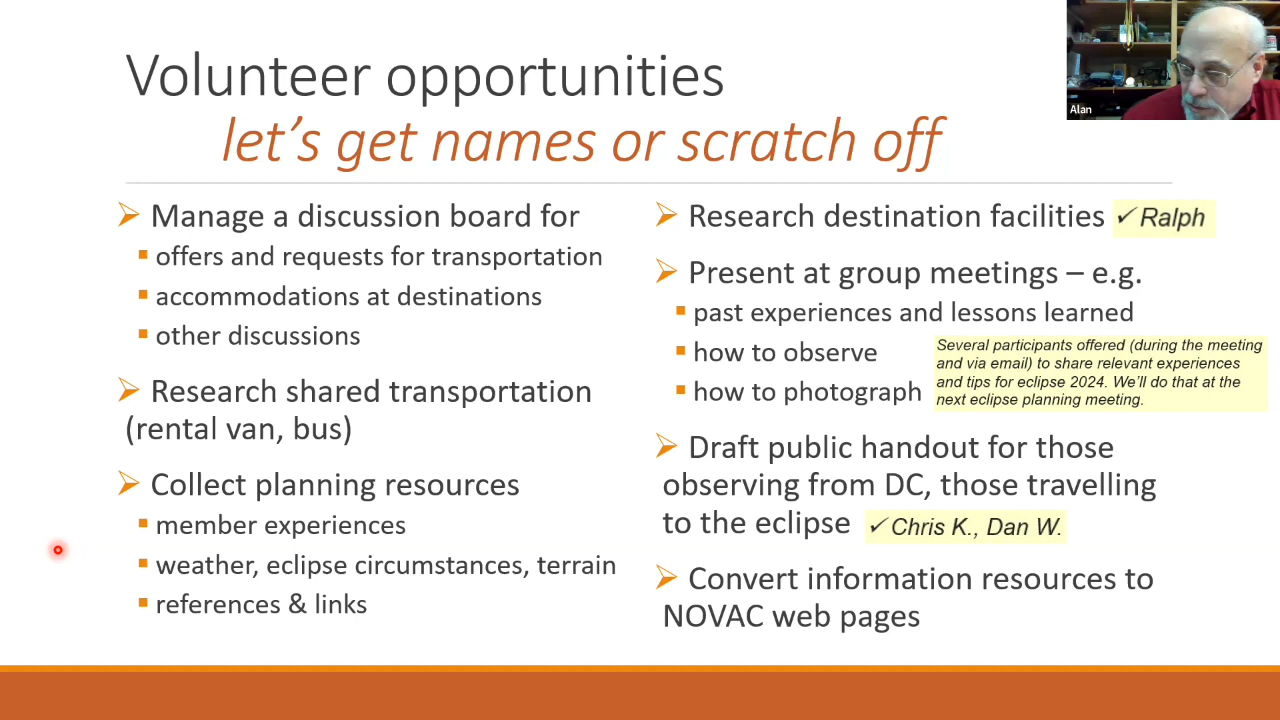 Volunteer opportunities
let's get names or scratch off
Alan
Manage a discussion board for
offers and requests for transportation
accommodations at destinations
other discussions
Research shared transportation
(rental van, bus)
Collect planning resources
member experiences
weather, eclipse circumstances, terrain
references & links
Research destination facilities ✓Ralph
Present at group meetings – e.g.
past experiences and lessons learned
how to observe
how to photograph
Several participants offered (during the meeting
and via email) to share relevant experiences
and tips for eclipse 2024. We'll do that at the
next eclipse planning meeting.
Draft public handout for those
observing from DC, those travelling
to the eclipse ✓Chris K., Dan W.
Convert information resources to
NOVAC web pages